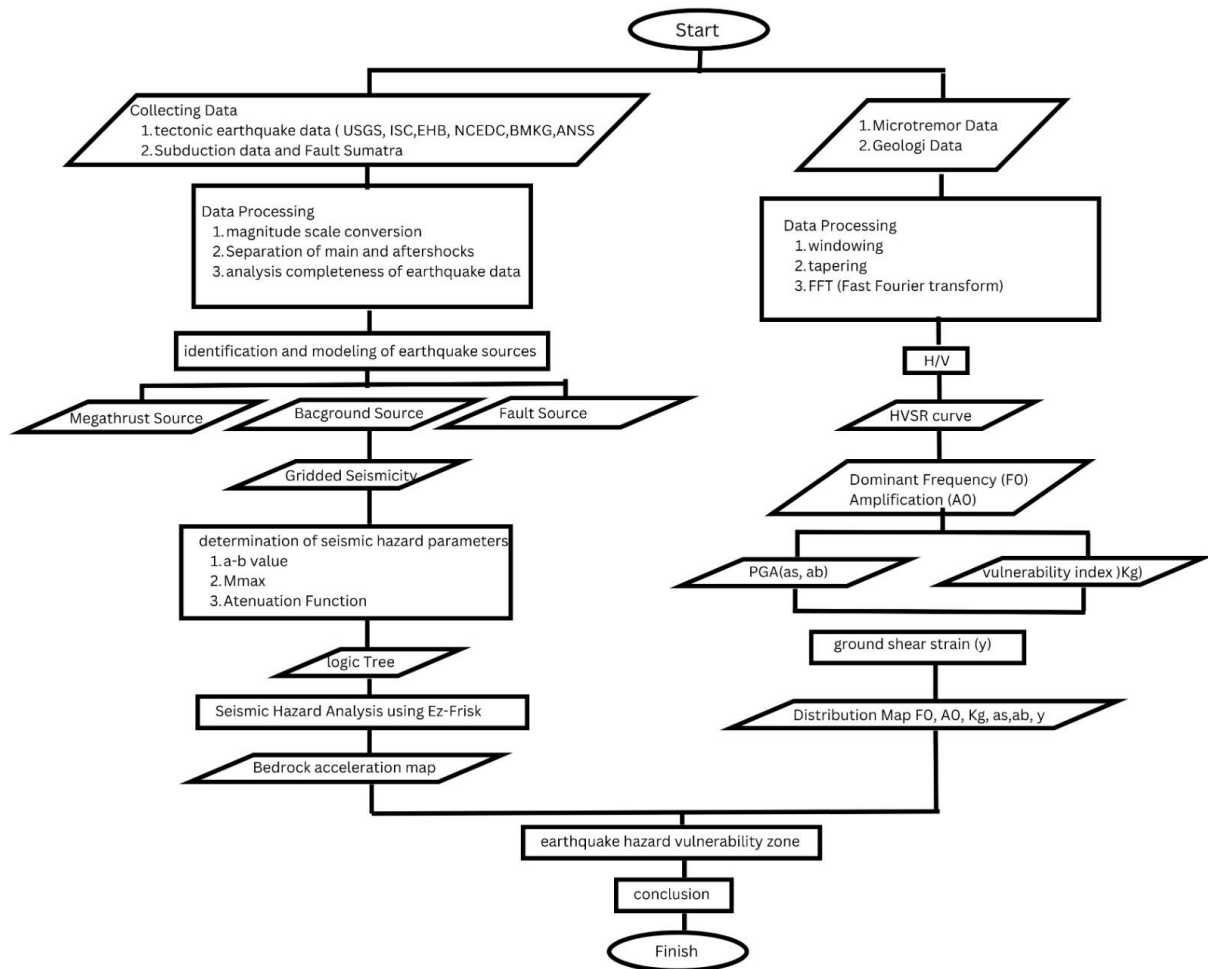 Start
Collecting Data
1. tectonic earthquake data ( USGS, ISC,EHB, NCEDC,BMKG,ANSS
2. Subduction data and Fault Sumatra
Data Processing
1. magnitude scale conversion
2. Separation of main and aftershocks
3. analysis completeness of earthquake data
identification and modeling of earthquake sources
Megathrust Source
Bacground Source
Fault Source
Gridded Seismicity
determination of seismic hazard parameters
1. a-b value
2. Mmax
3. Atenuation Function
logic Tree
Seismic Hazard Analysis using Ez-Frisk
Bedrock acceleration map
1. Microtremor Data
2. Geologi Data
Data Processing
1. windowing
2. tapering
3. FFT (Fast Fourier transform)
H/V
HVSR curve
Dominant Frequency (F0)
Amplification (A0)
PGA(as, ab)
vulnerability index )Kg)
ground shear strain (y)
Distribution Map F0, A0, Kg, as,ab, y
earthquake hazard vulnerability zone
conclusion
Finish